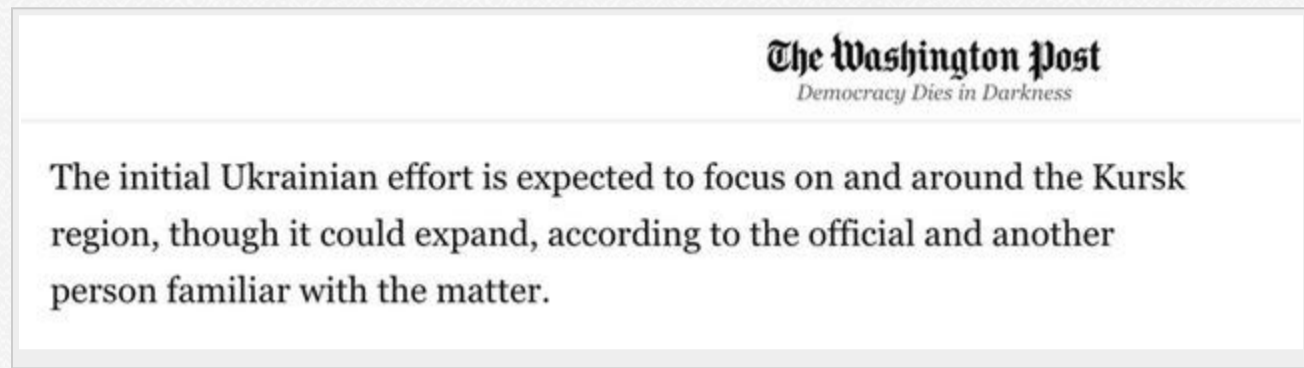 The Washington Post
Democracy Dies in Darkness
The initial Ukrainian effort is expected to focus on and around the Kursk
region, though it could expand, according to the official and another
person familiar with the matter.